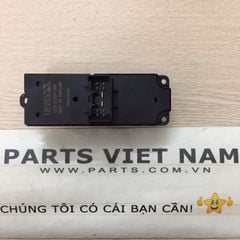 PARTS VIET NAM
WWW.PARTS.COM.VN
CHÚNG TÔI CÓ CÁI BẠN CẦN!